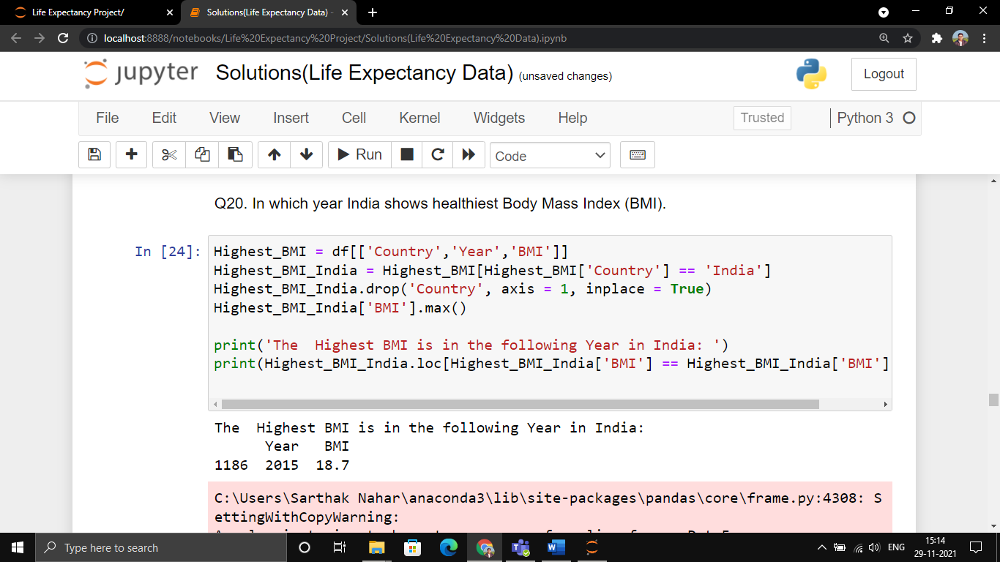 Life Expectancy Project/
Solutions(Life Expectancy Data) -
localhost:8888/notebooks/Life%20Expectancy%20Project/Solutions(Life%20Expectancy%20Data).ipynb
jupyter Solutions(Life Expectancy Data) (unsaved changes)
Logout
File Edit View Insert Cell Kernel Widgets Help
Trusted
Python 3
Run
Code
Q20. In which year India shows healthiest Body Mass Index (BMI).
In [24]:
Highest_BMI = df[['Country','Year','BMI']]
Highest_BMI_India = Highest_BMI[Highest_BMI['Country'] == 'India']
Highest_BMI_India.drop('Country', axis = 1, inplace = True)
Highest_BMI_India['BMI'].max()
print('The  Highest BMI is in the following Year in India: ')
print(Highest_BMI_India.loc[Highest_BMI_India['BMI'] == Highest_BMI_India['BMI']
The  Highest BMI is in the following Year in India:
Year   BMI
1186  2015  18.7
C:\Users\Sarthak Nahar\anaconda3\lib\site-packages\pandas\core\frame.py:4308: S
ettingWithCopyWarning:
Type here to search
ENG
15:14
29-11-2021